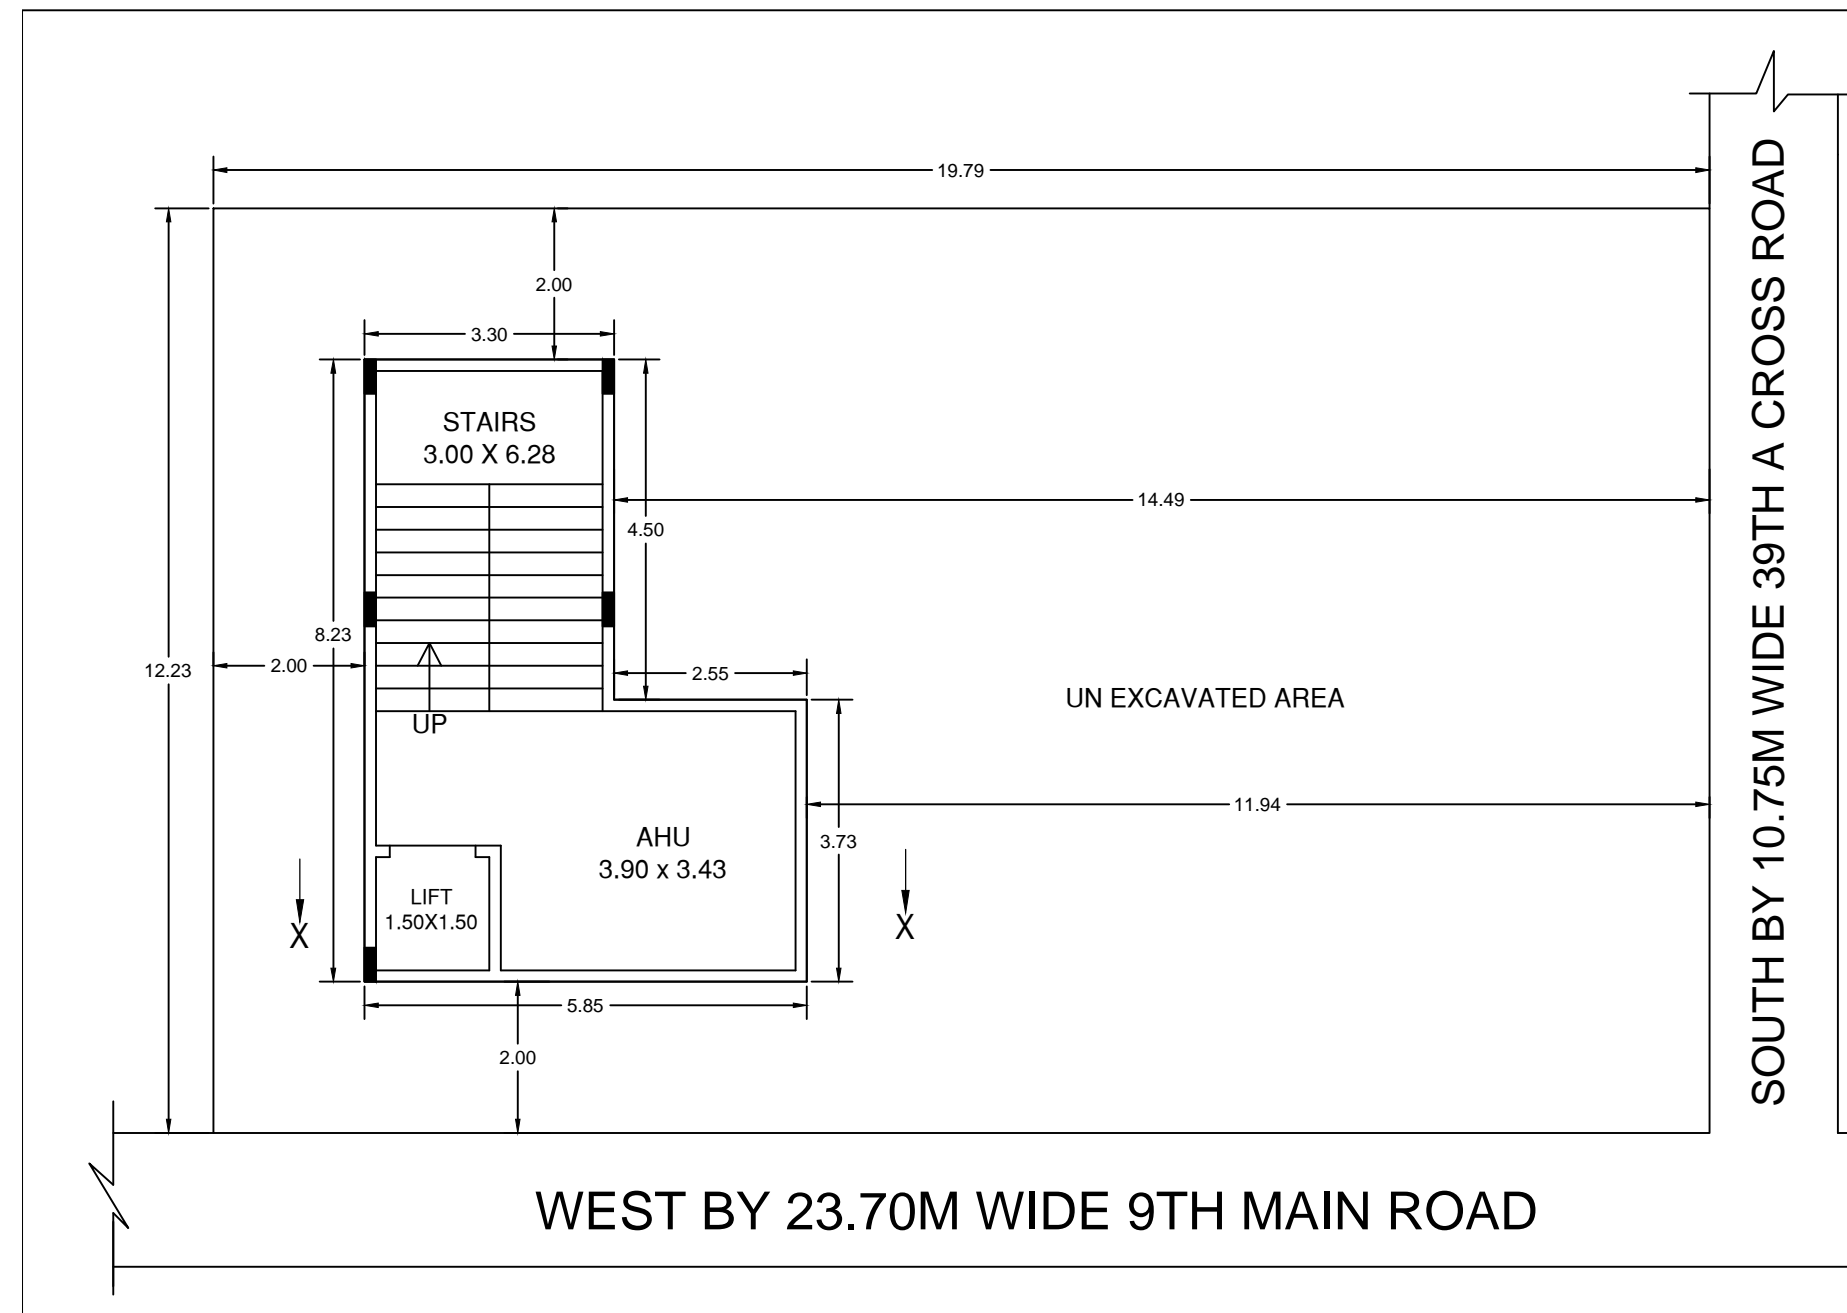 19.79
2.00
3.30
STAIRS
3.00 X 6.28
14.49
4.50
8.23
12.23
2.00
2.55
UN EXCAVATED AREA
UP
11.94
AHU
3.90 x 3.43
3.73
LIFT
1.50X1.50
X
X
5.85
2.00
SOUTH BY 10.75M WIDE 39TH A CROSS ROAD
WEST BY 23.70M WIDE 9TH MAIN ROAD